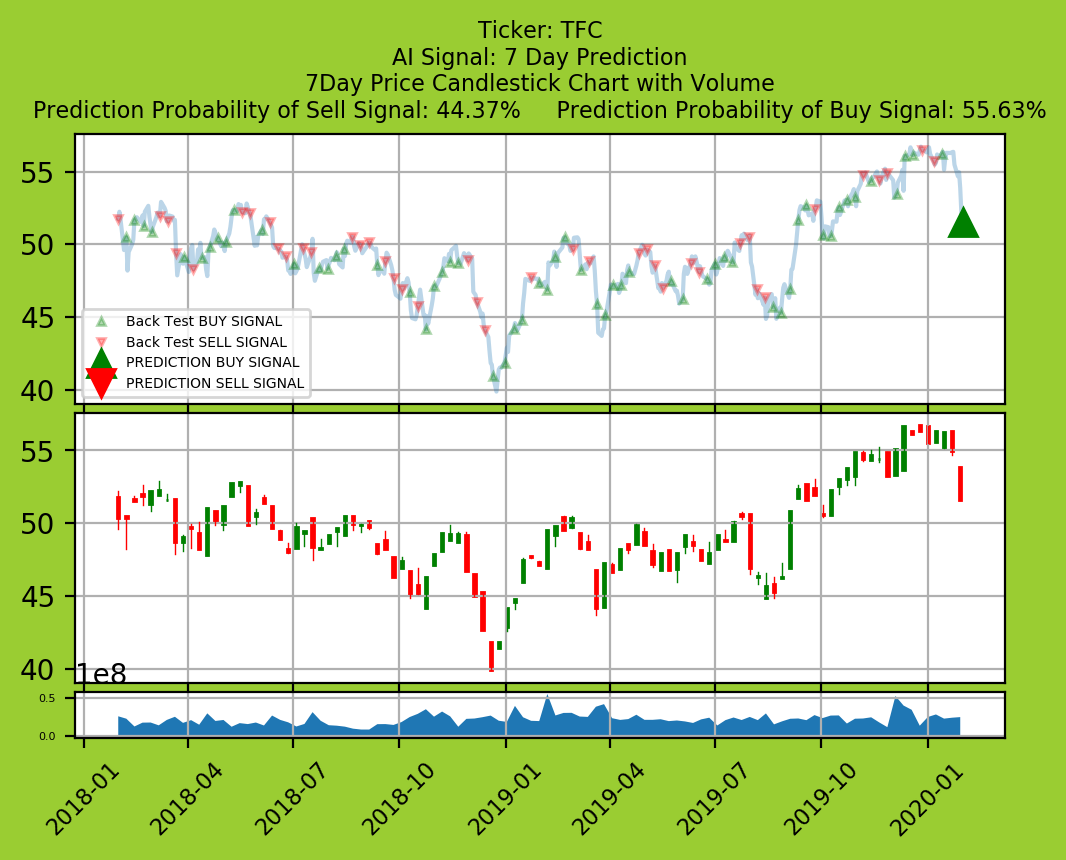 Ticker: TFC
AI Signal: 7 Day Prediction
7Day Price Candlestick Chart with Volume
Prediction Probability of Sell Signal: 44.37%     Prediction Probability of Buy Signal: 55.63%
55
50
45
40
Back Test BUY SIGNAL
Back Test SELL SIGNAL
PREDICTION BUY SIGNAL
PREDICTION SELL SIGNAL
55
50
45
40
1e8
0.5
0.0
2018-01
2018-04
2018-07
2018-10
2019-01
2019-04
2019-07
2019-10
2020-01